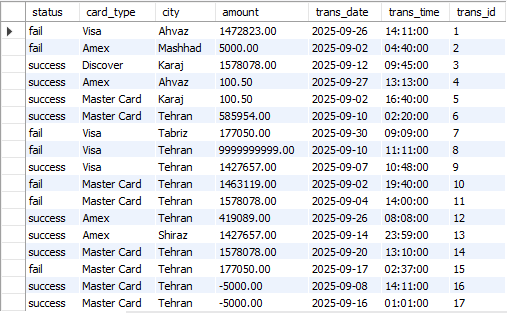 status card_type city amount trans_date trans_time trans_id
fail Visa Ahvaz 1472823.00 2025-09-26 14:11:00 1
fail Amex Mashhad 5000.00 2025-09-02 04:40:00 2
success Discover Karaj 1578078.00 2025-09-12 09:45:00 3
success Amex Ahvaz 100.50 2025-09-27 13:13:00 4
success Master Card Karaj 100.50 2025-09-02 16:40:00 5
success Master Card Tehran 585954.00 2025-09-10 02:20:00 6
fail Visa Tabriz 177050.00 2025-09-30 09:09:00 7
fail Visa Tehran 9999999999.00 2025-09-10 11:11:00 8
success Visa Tehran 1427657.00 2025-09-07 10:48:00 9
fail Master Card Tehran 1463119.00 2025-09-02 19:40:00 10
fail Master Card Tehran 1578078.00 2025-09-04 14:00:00 11
success Amex Tehran 419089.00 2025-09-26 08:08:00 12
success Amex Shiraz 1427657.00 2025-09-14 23:59:00 13
success Master Card Tehran 1578078.00 2025-09-20 13:10:00 14
fail Master Card Tehran 177050.00 2025-09-17 02:37:00 15
success Master Card Tehran -5000.00 2025-09-08 14:11:00 16
success Master Card Tehran -5000.00 2025-09-16 01:01:00 17